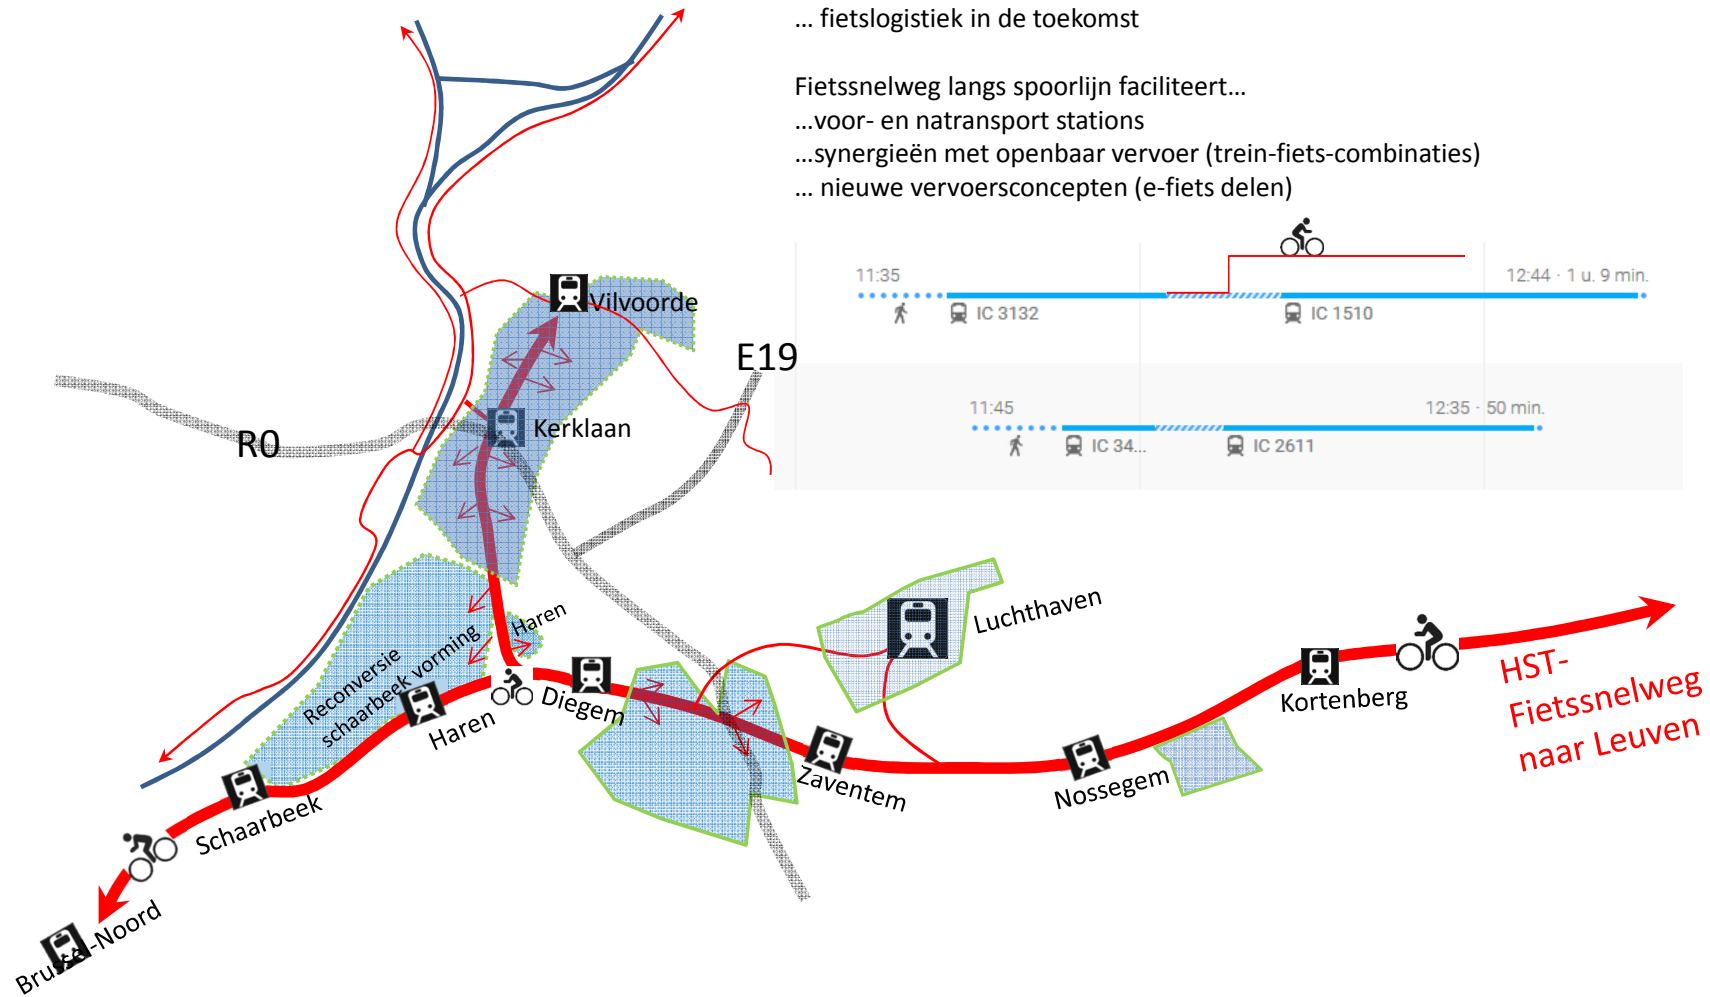 ... fietslogistiek in de toekomst
Fietssnelweg langs spoorlijn faciliteert...
...voor- en natransport stations
...synergieën met openbaar vervoer (trein-fiets-combinaties)
... nieuwe vervoersconcepten (e-fiets delen)
11:35
12:44 · 1 u. 9 min.
IC 3132
IC 1510
11:45
12:35 · 50 min.
IC 34...
IC 2611
Vilvoorde
E19
R0
Kerklaan
Haren
Reconversie
schaarbeek vorming
Luchthaven
Diegem
Haren
Zaventem
Nossegem
Kortenberg
HST-
Fietssnelweg
naar Leuven
Schaarbeek
Brussel-Noord